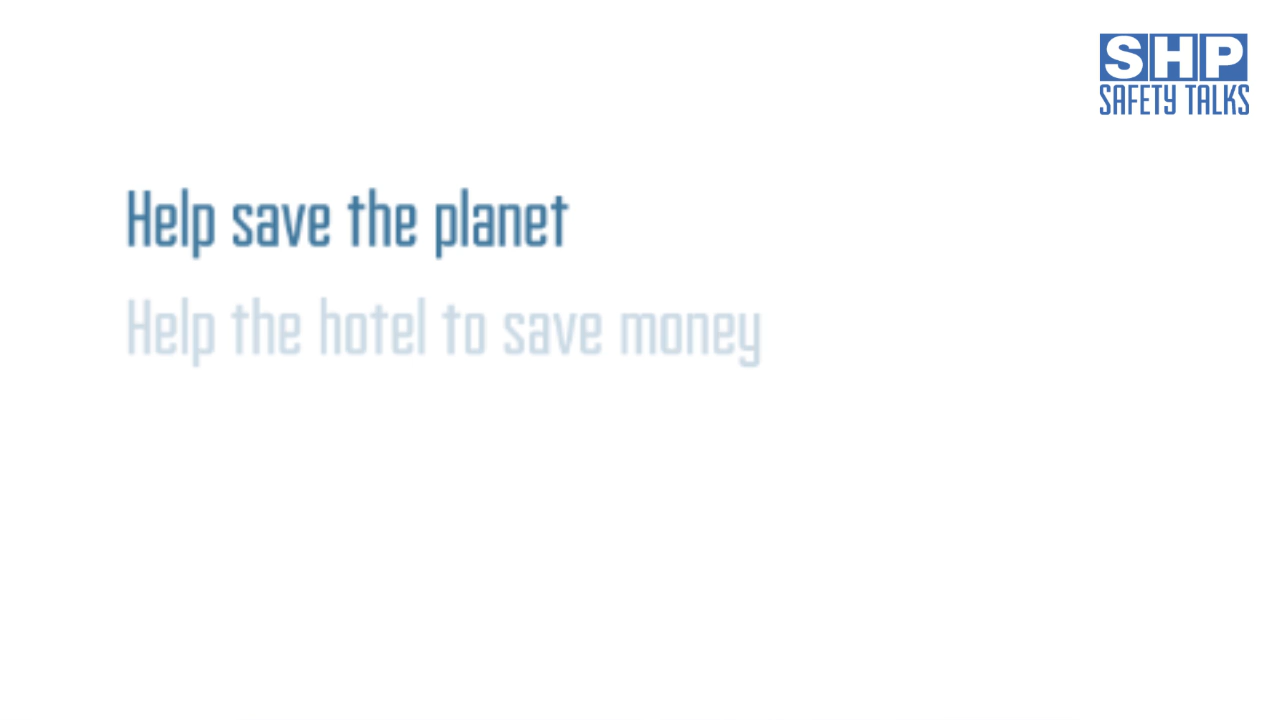 SHP
SAFETY TALKS
Help save the planet
Help the hotel to save money